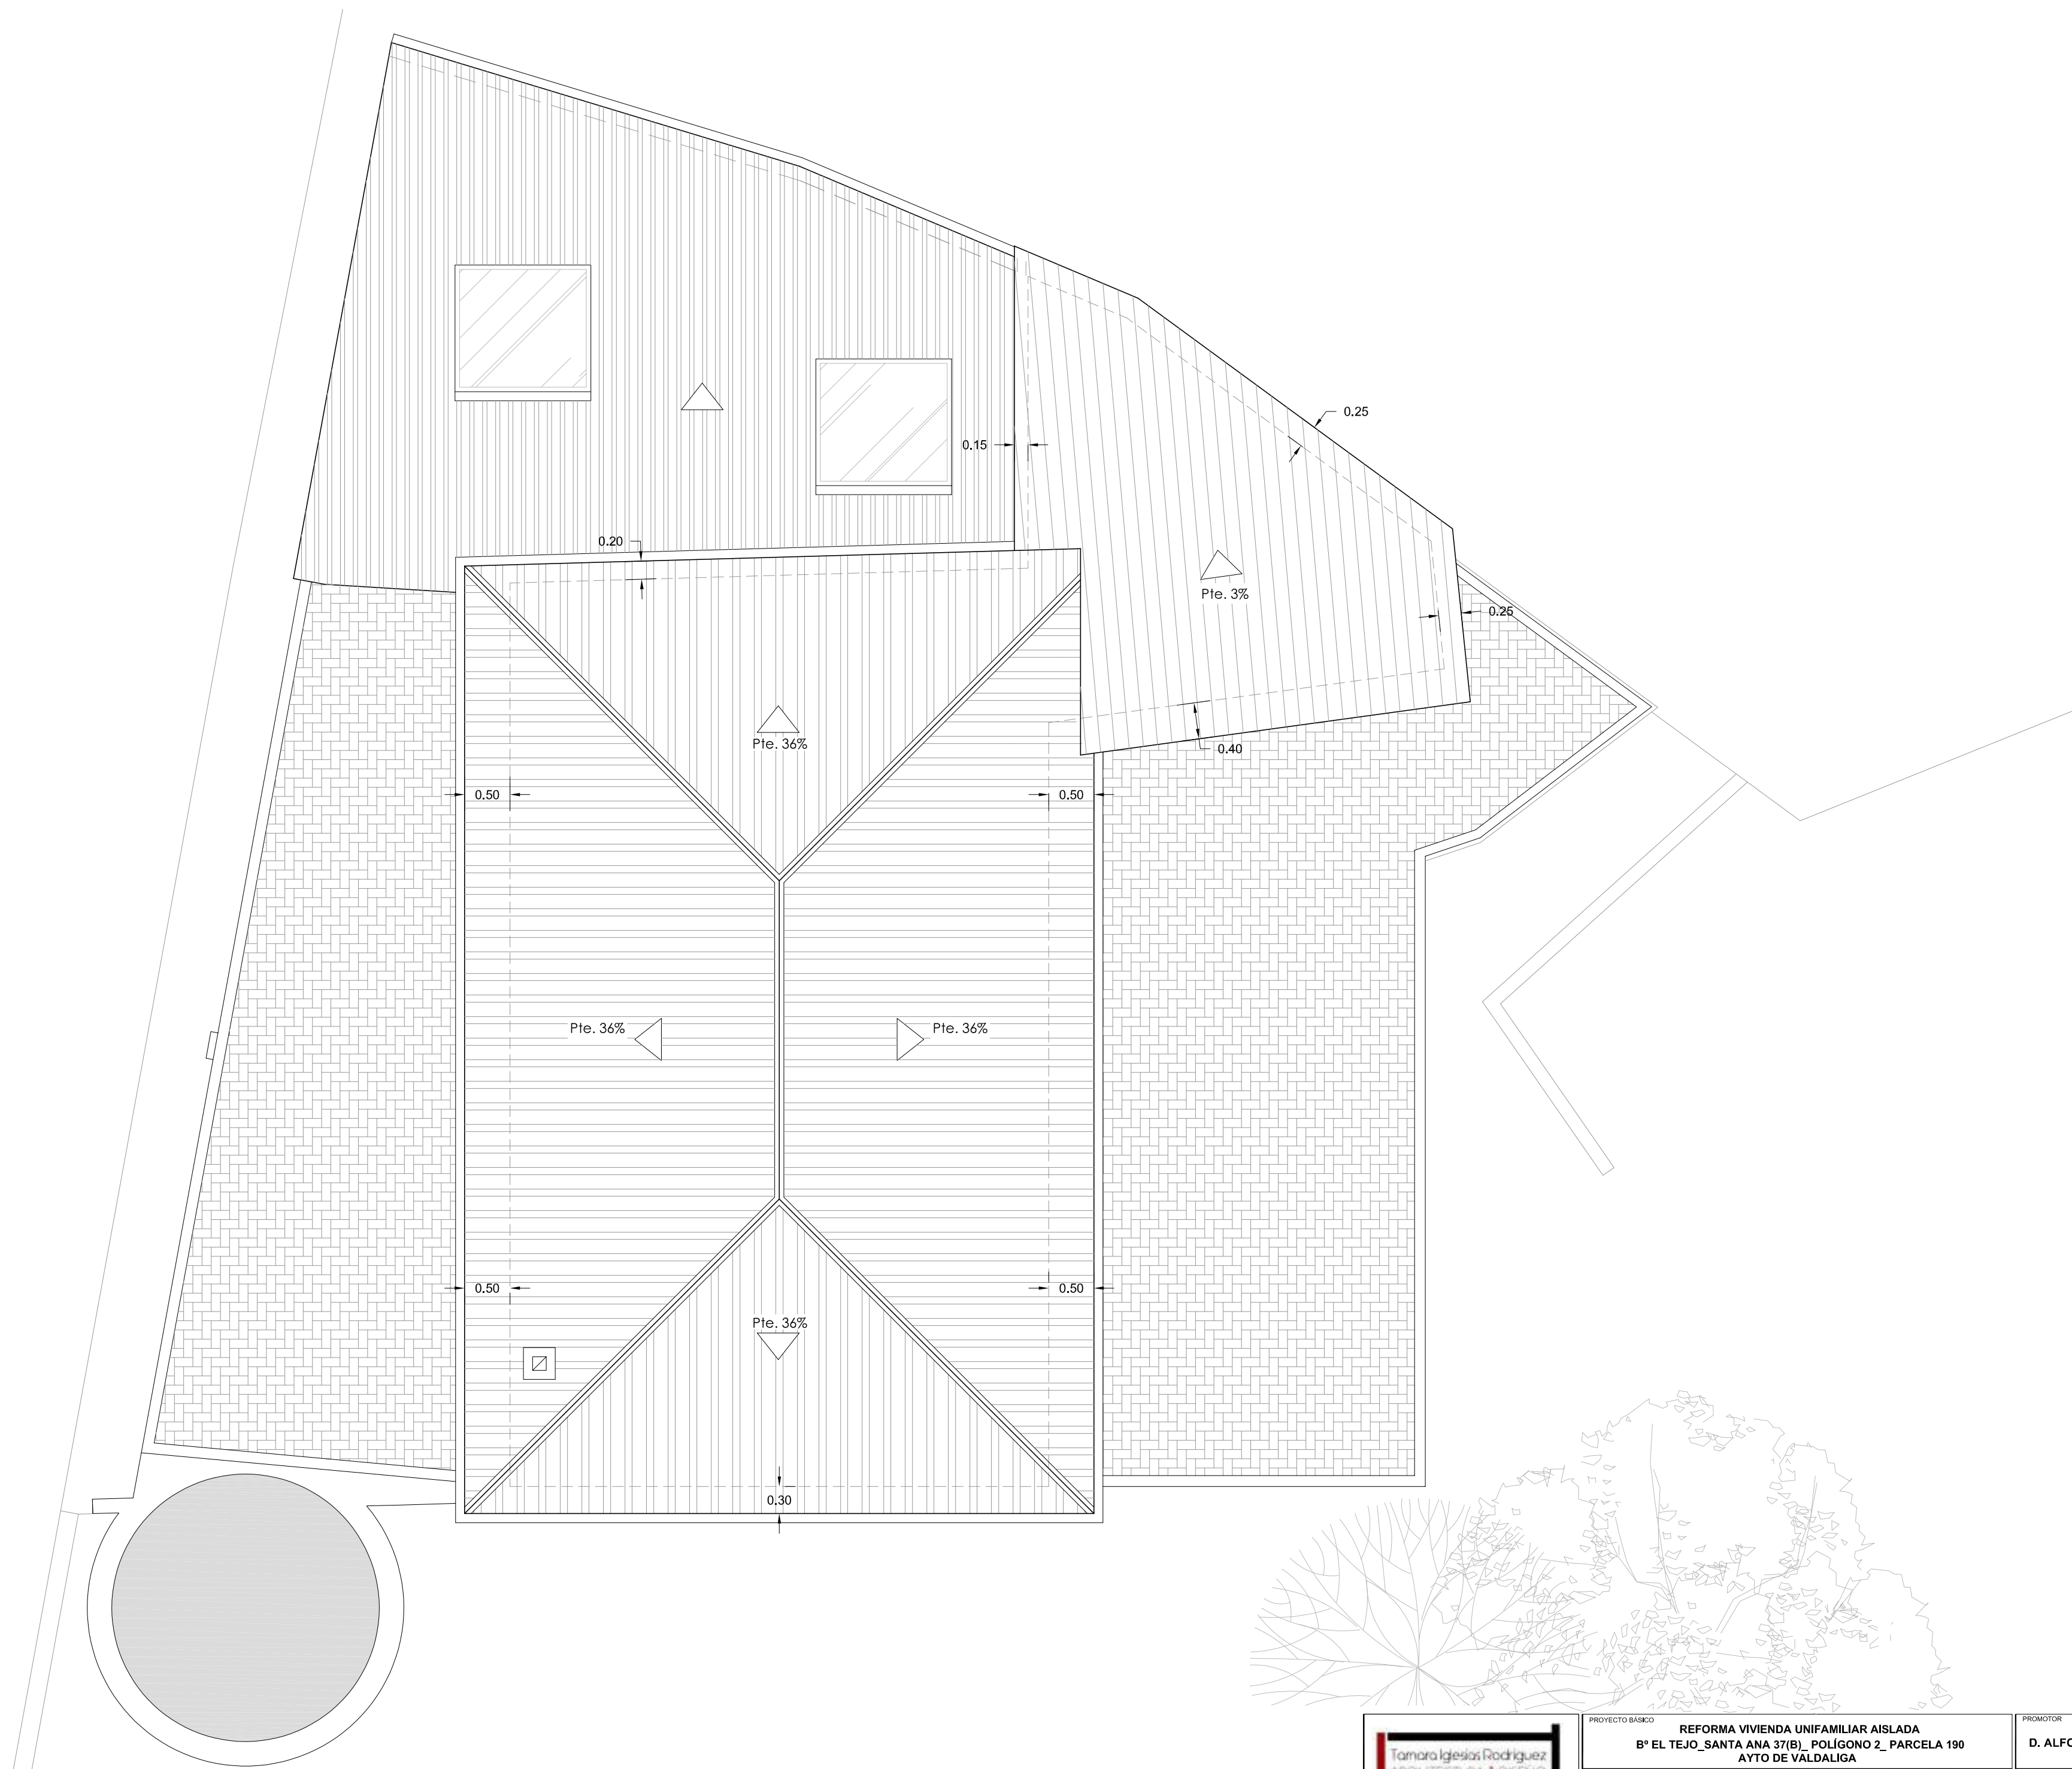 0.25
0.15
0.20
Pte. 3%
0.25
Pte. 36%
0.40
0.50
0.50
Pte. 36%
Pte. 36%
0.50
0.50
Pte. 36%
0.30
PROYECTO BÁSICO
REFORMA VIVIENDA UNIFAMILIAR AISLADA
Bº EL TEJO_SANTA ANA 37(B)_ POLÍGONO 2_ PARCELA 190
AYTO DE VALDALIGA
PROMOTOR
D. ALFO
Tamara Iglesias Rodríguez